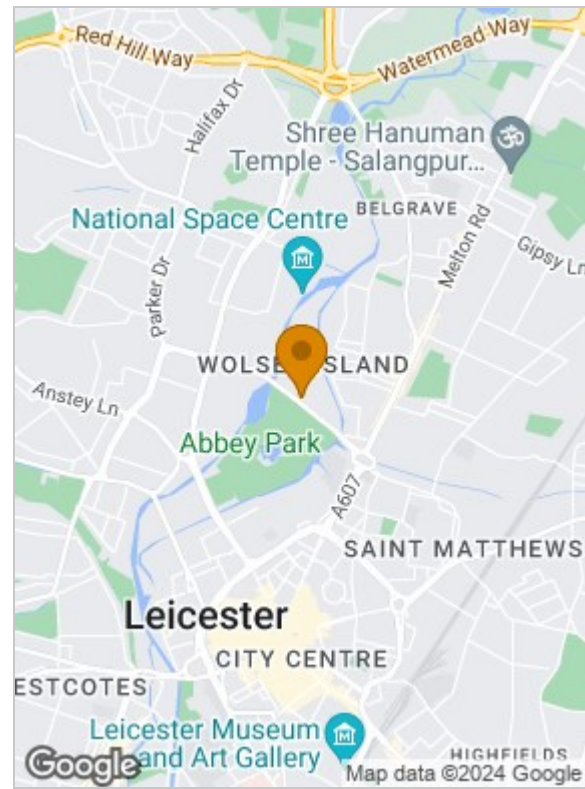 Red Hill Way
Watermead Way
Halifax Dr
Shree Hanuman
Temple - Salangpur...
ॐ
National Space Centre
BELGRAVE
M
Melton Rd
Gipsy Ln
Parker Dr
Anstey Ln
Abbey Park
A607
SAINT MATTHEWS
Leicester
CITY CENTRE
ESTCOTES
Leicester Museum
and Art Gallery
M
HIGHFIELDS
Google
Map data ©2024 Google